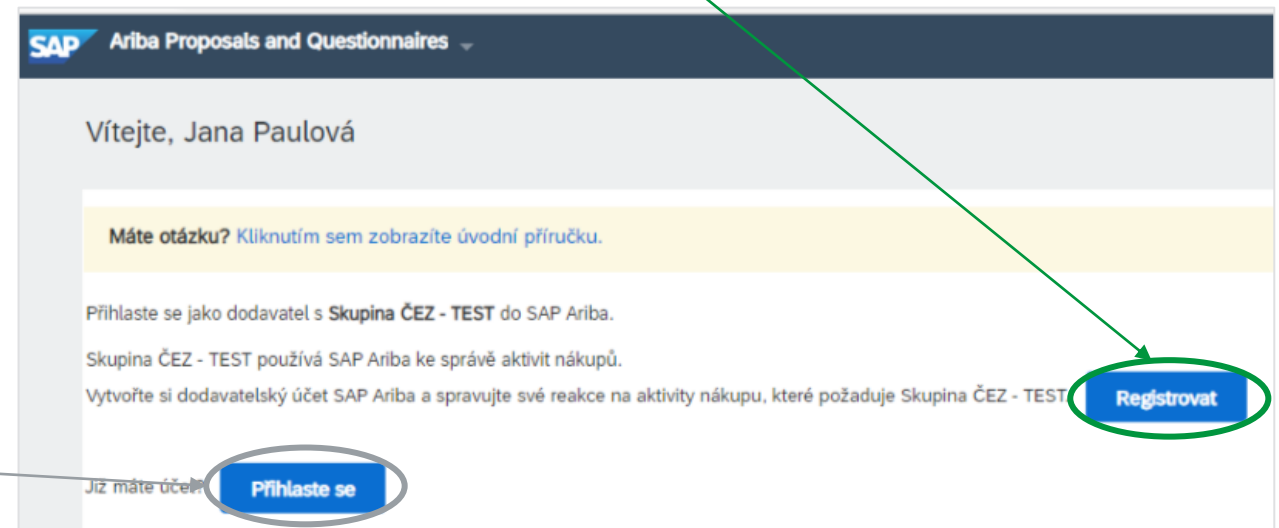 SAP Ariba Proposals and Questionnaires
Vítejte, Jana Paulová
Máte otázku? Kliknutím sem zobrazíte úvodní příručku.
Přihlaste se jako dodavatel s Skupina ČEZ - TEST do SAP Ariba.
Skupina ČEZ - TEST používá SAP Ariba ke správě aktivit nákupů.
Vytvořte si dodavatelský účet SAP Ariba a spravujte své reakce na aktivity nákupu, které požaduje Skupina ČEZ - TEST.
Registrovat
Již máte účet?
Přihlaste se